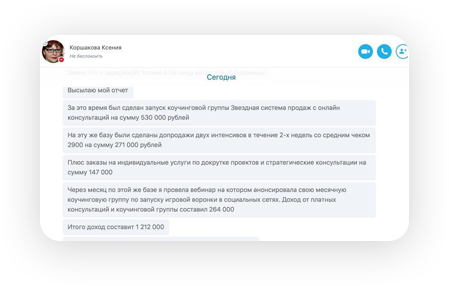 Коршакова Ксения
Не беспокоить
Сегодня
Высылаю мой отчет
За это время был сделан запуск коучинговой группы Звездная система продаж с онлайн
консультаций на сумму 530 000 рублей
На эту же базу были сделаны допродажи двух интенсивов в течение 2-х недель со средним чеком
2900 на сумму 271 000 рублей
Плюс заказы на индивидуальные услуги по докрутке проектов и стратегические консультации на
сумму 147 000
Через месяц по этой же базе я провела вебинар на котором анонсировала свою месячную
коучинговую группу по запуску игровой воронки в социальных сетях. Доход от платных
консультаций и коучинговой группы составил 264 000
Итого доход составит 1 212 000